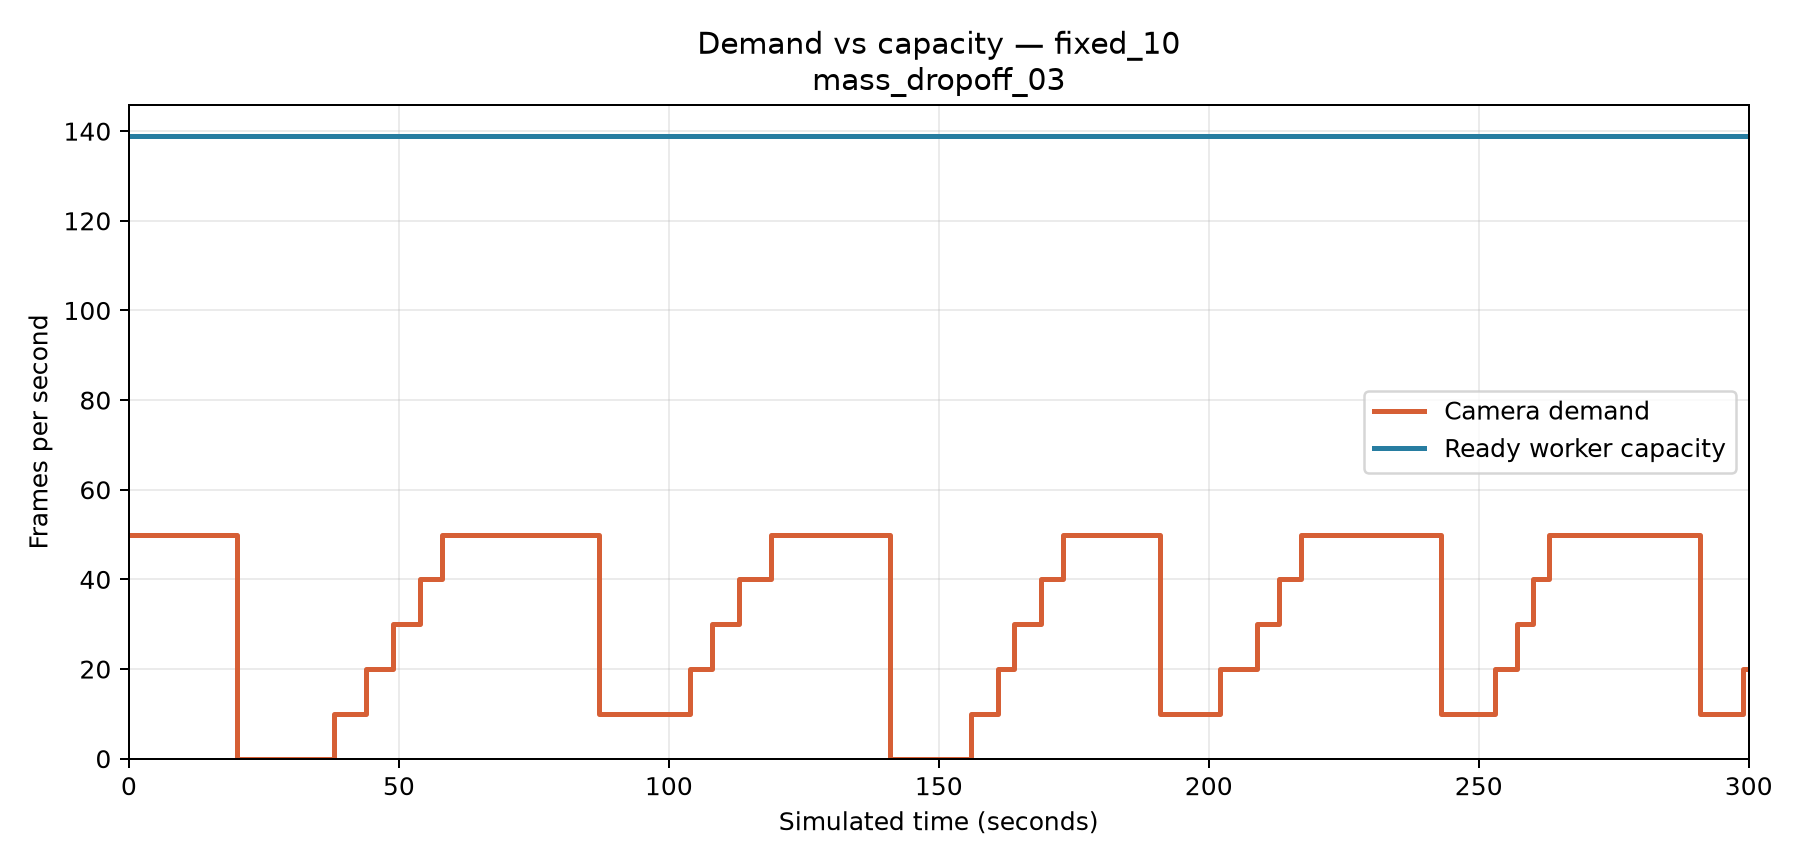 Demand vs capacity — fixed_10
mass_dropoff_03
Frames per second
140
120
100
80
60
40
20
0
Camera demand
Ready worker capacity
0 50 100 150 200 250 300
Simulated time (seconds)